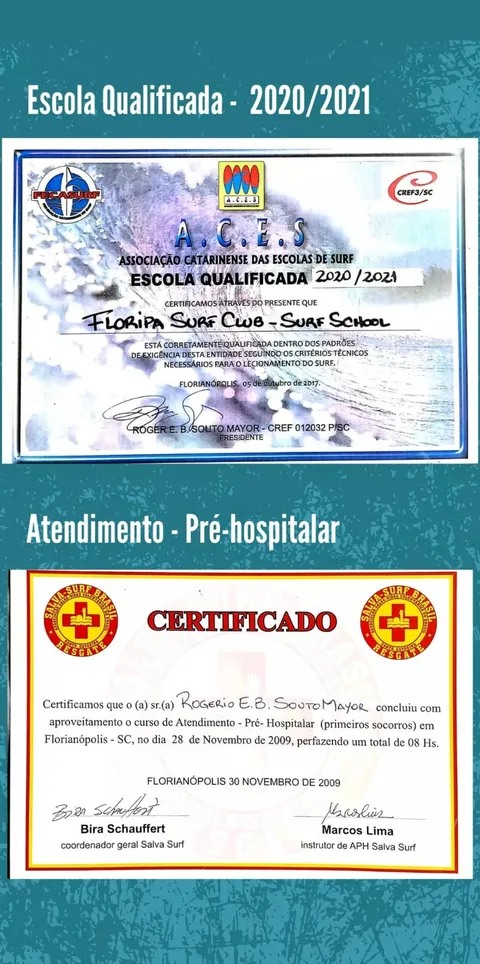 Escola Qualificada - 2020/2021
FECASURF
A.C.E.S
CREF3/SC
A.C.E.S
ASSOCIAÇÃO CATARINENSE DAS ESCOLAS DE SURF
ESCOLA QUALIFICADA 2020/2021
CERTIFICAMOS ATRAVÉS DO PRESENTE QUE
FLORIPA SURF CLUB - SURF SCHOOL
ESTÁ CORRETAMENTE QUALIFICADA DENTRO DOS PADRÕES
DE EXIGÊNCIA DESTA ENTIDADE SEGUINDO OS CRITÉRIOS TÉCNICOS
NECESSÁRIOS PARA O LECIONAMENTO DO SURF.
FLORIANÓPOLIS, 05 de outubro de 2017.
ROGER E. B. SOUTO MAYOR - CREF 012032 P/SC
PRESIDENTE
Atendimento - Pré-hospitalar
SALVA-SURF BRASIL
RESGATE
CERTIFICADO
SALVA-SURF BRASIL
RESGATE
Certificamos que o (a) sr.(a) ROGERIO E.B. SOUTO MAYOR concluiu com
aproveitamento o curso de Atendimento - Pré- Hospitalar (primeiros socorros) em
Florianópolis - SC, no dia 28 de Novembro de 2009, perfazendo um total de 08 Hs.
FLORIANÓPOLIS 30 NOVEMBRO DE 2009
Bira Schauffert
Bira Schauffert
Marcos Lima
coordenador geral Salva Surf
instrutor de APH Salva Surf